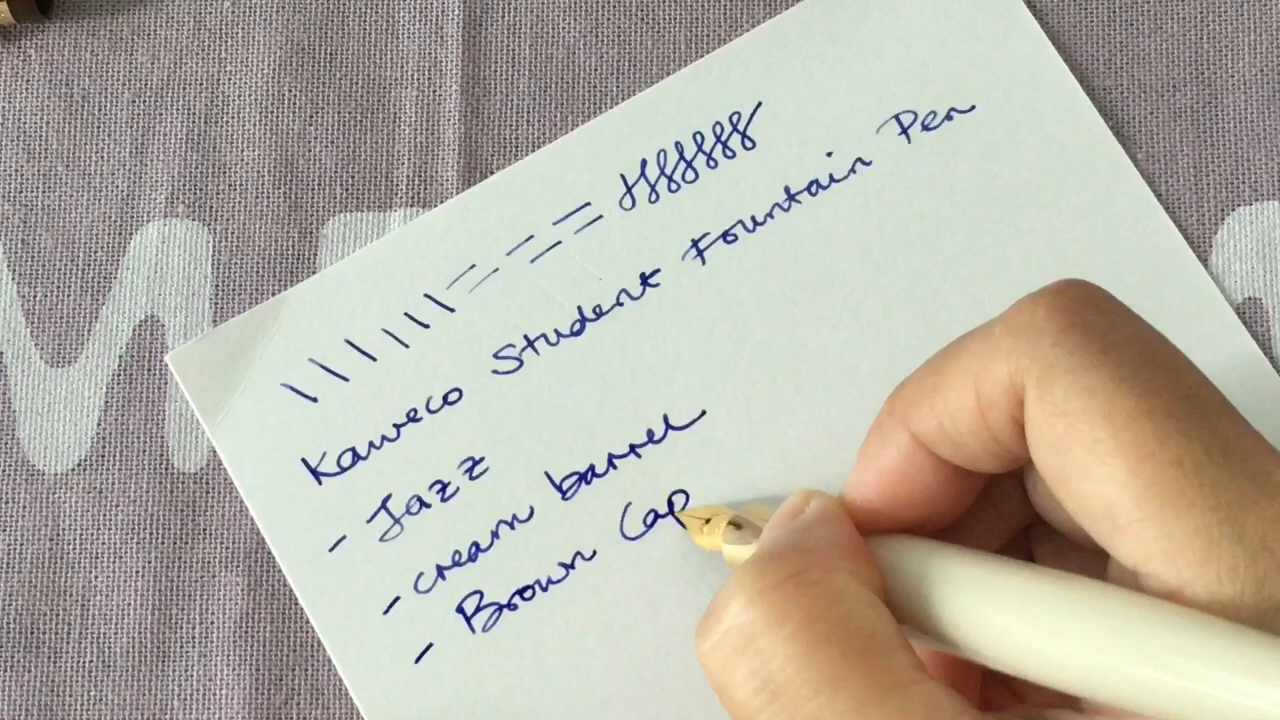 Kaweco Student Fountain Pen
- Jazz
- cream barrel
- Brown Cap